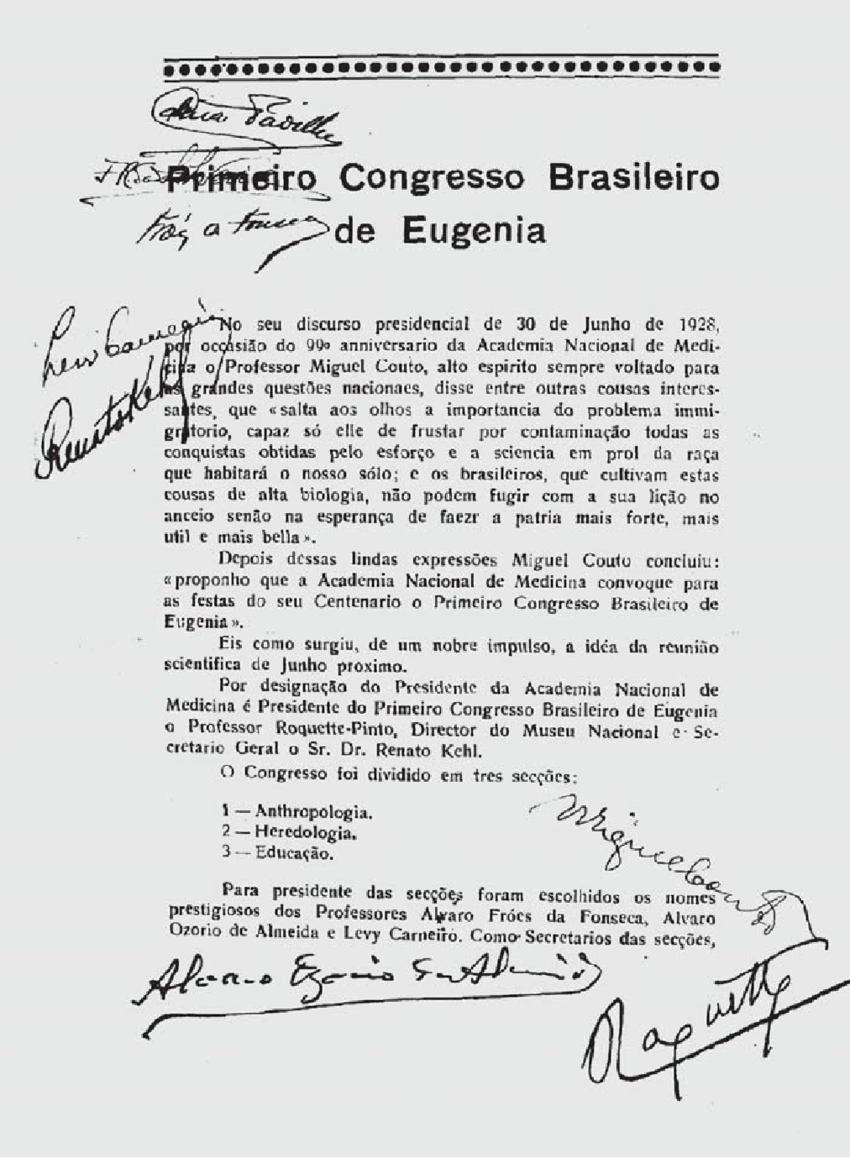 Primeiro Congresso Brasileiro
de Eugenia
Levi Carneiro
Renato Kehl
No seu discurso presidencial de 30 de Junho de 1928,
por occasião do 99º anniversario da Academia Nacional de Medi-
cina o Professor Miguel Couto, alto espirito sempre voltado para
as grandes questões nacionaes, disse entre outras cousas interes-
santes, que «salta aos olhos a importancia do problema immi-
gratorio, capaz só elle de frustar por contaminação todas as
conquistas obtidas pelo esforço e a sciencia em prol da raça
que habitará o nosso sólo; e os brasileiros, que cultivam estas
cousas de alta biologia, não podem fugir com a sua lição no
anceio senão na esperança de faezr a patria mais forte, mais
util e mais bella».
Depois dessas lindas expressões Miguel Couto concluiu:
«proponho que a Academia Nacional de Medicina convoque para
as festas do seu Centenario o Primeiro Congresso Brasileiro de
Eugenia».
Eis como surgiu, de um nobre impulso, a idéa da reunião
scientifica de Junho proximo.
Por designação do Presidente da Academia Nacional de
Medicina é Presidente do Primeiro Congresso Brasileiro de Eugenia
o Professor Roquette-Pinto, Director do Museu Nacional e Se-
cretario Geral o Sr. Dr. Renato Kehl.
O Congresso foi dividido em tres secções:
1 — Anthropologia.
2 — Heredologia.
3 — Educação.
Miguel Couto
Para presidente das secções foram escolhidos os nomes
prestigiosos dos Professores Alvaro Fróes da Fonseca, Alvaro
Ozorio de Almeida e Levy Carneiro. Como Secretarios das secções,
Alvaro Ozorio de Almeida
Roquette